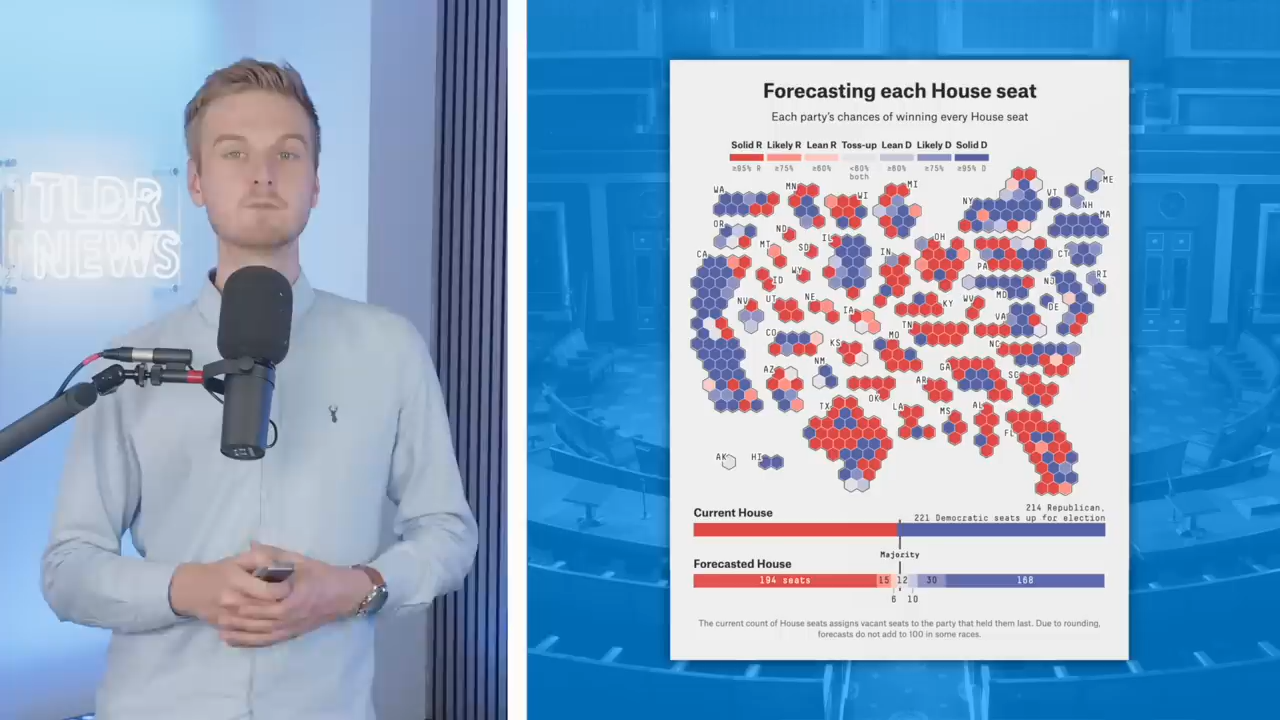 TLDR
NEWS
Forecasting each House seat
Each party's chances of winning every House seat
Solid R Likely R Lean R Toss-up Lean D Likely D Solid D
≥95% R ≥75% ≥60% <60% both ≥60% ≥75% ≥95% D
WA MN WI MI NY VT ME
NH
MA
OR ND MT SD IL IN OH PA CT
CA ID WY NJ RI
NV UT NE IA KY WV MD DE
CO KS MO TN VA
NC
AZ NM OK AR GA SC
TX LA MS AL FL
AK HI
Current House
214 Republican,
221 Democratic seats up for election
Majority
Forecasted House
194 seats 15 12 30 168
6 10
The current count of House seats assigns vacant seats to the party that held them last. Due to rounding,
forecasts do not add to 100 in some races.